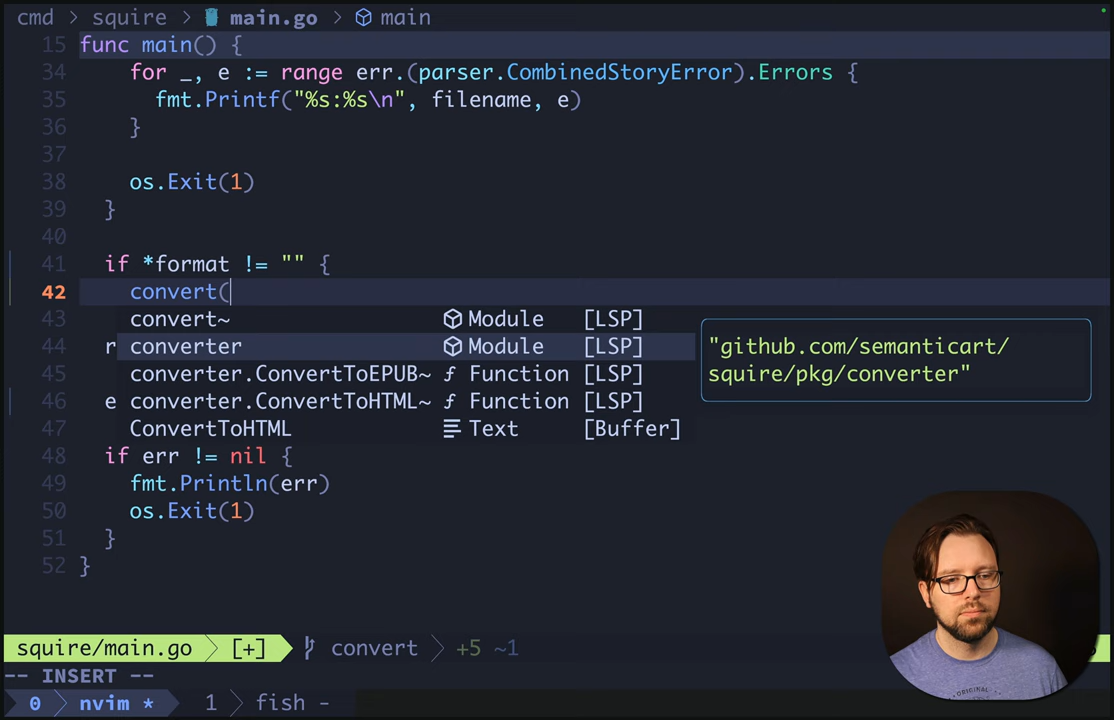 cmd > squire > main.go > main
15 func main() {
34 for _, e := range err.(parser.CombinedStoryError).Errors {
35 fmt.Printf("%s:%s\n", filename, e)
36 }
37
38 os.Exit(1)
39 }
40
41 if *format != "" {
42 convert(
43 convert~ Module [LSP]
44 r converter Module [LSP] "github.com/semanticart/
45 converter.ConvertToEPUB~ ƒ Function [LSP] squire/pkg/converter"
46 e converter.ConvertToHTML~ ƒ Function [LSP]
47 ConvertToHTML Text [Buffer]
48 if err != nil {
49 fmt.Println(err)
50 os.Exit(1)
51 }
52 }
squire/main.go [+] convert +5 ~1
-- INSERT --
0 nvim * 1 fish -